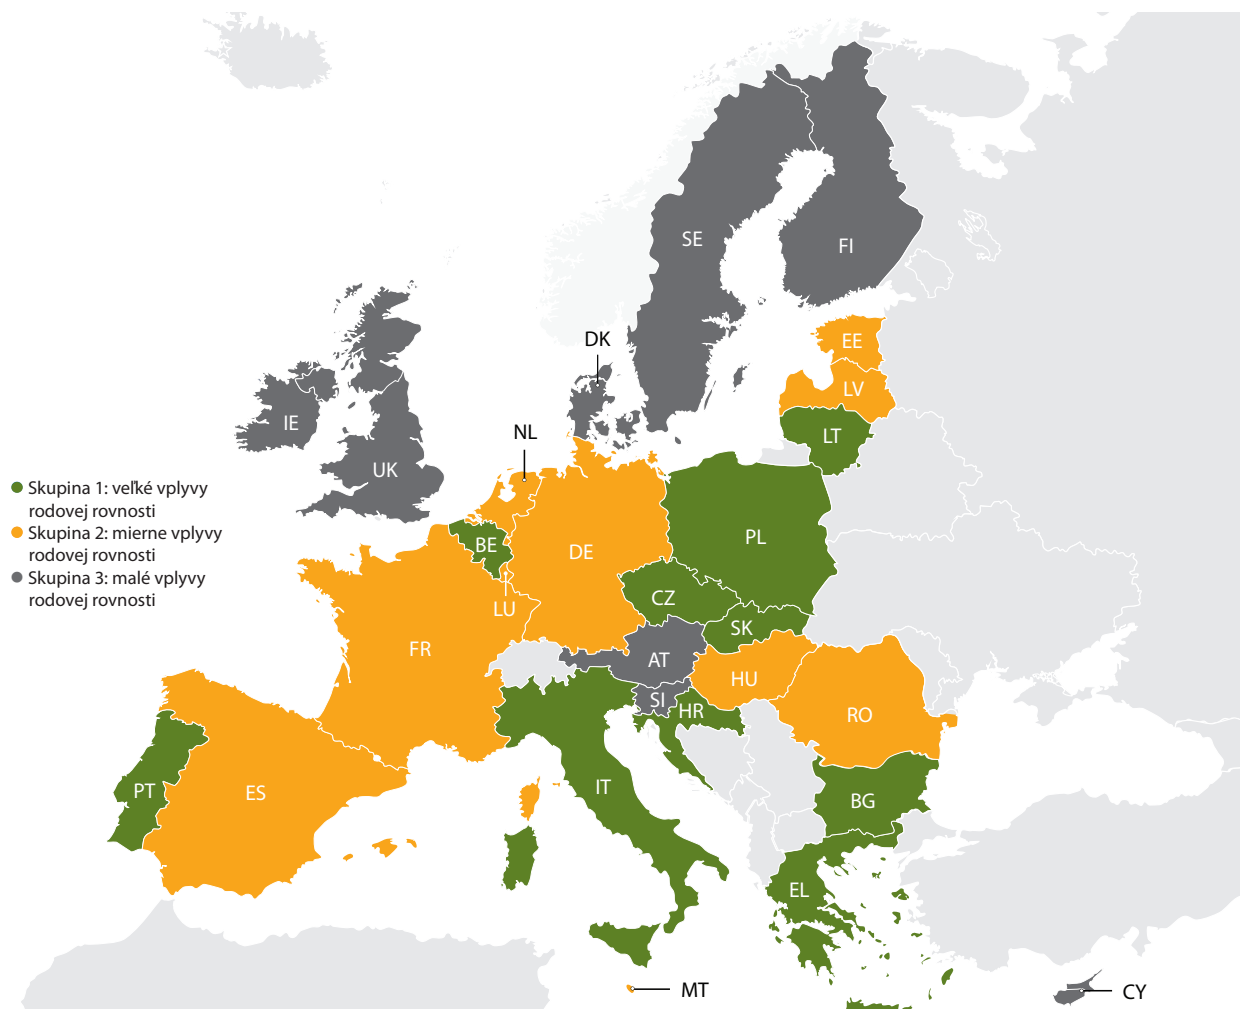 SE
FI
DK
EE
LV
IE
LT
NL
UK
Skupina 1: veľké vplyvy
rodovej rovnosti
Skupina 2: mierne vplyvy
rodovej rovnosti
Skupina 3: malé vplyvy
rodovej rovnosti
BE
DE
PL
CZ
LU
SK
FR
AT
HU
SI
HR
RO
PT
ES
IT
BG
EL
MT
CY